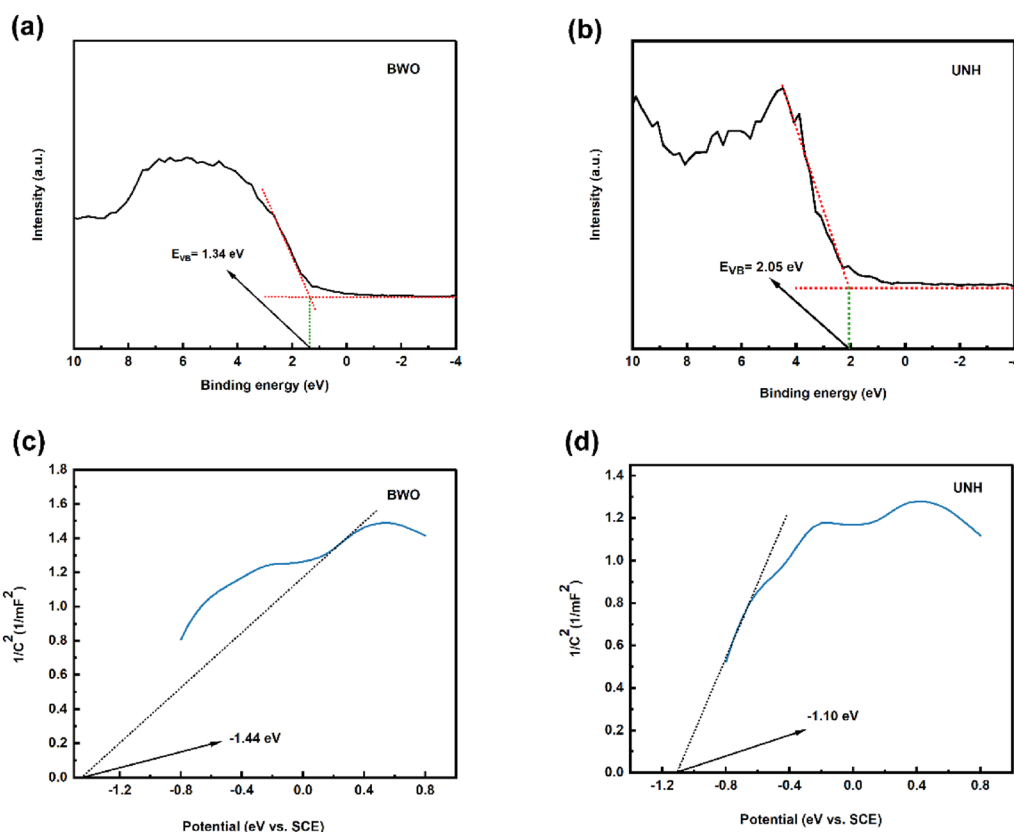 (a)
BWO
Intensity (a.u.)
E_VB= 1.34 eV
10 8 6 4 2 0 -2 -4
Binding energy (eV)
(b)
UNH
Intensity (a.u.)
E_VB= 2.05 eV
10 8 6 4 2 0 -2 -4
Binding energy (eV)
(c)
BWO
1/C^2 (1/mF^2)
1.8
1.6
1.4
1.2
1.0
0.8
0.6
0.4
0.2
0.0
-1.44 eV
-1.2 -0.8 -0.4 0.0 0.4 0.8
Potential (eV vs. SCE)
(d)
UNH
1/C^2 (1/mF^2)
1.4
1.2
1.0
0.8
0.6
0.4
0.2
0.0
-1.10 eV
-1.2 -0.8 -0.4 0.0 0.4 0.8
Potential (eV vs. SCE)